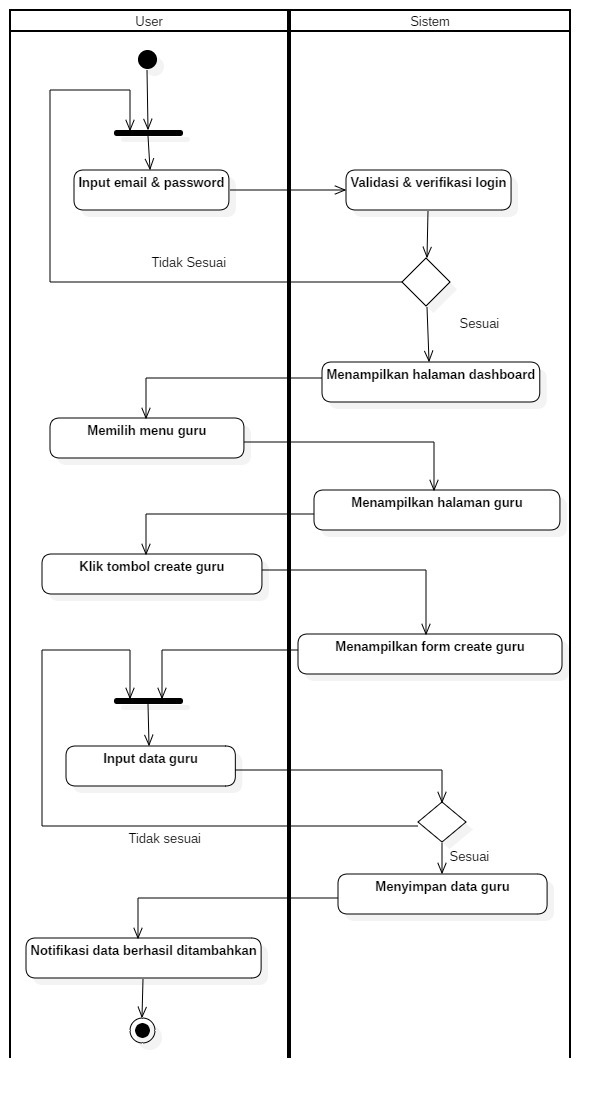 User
Sistem
Input email & password
Validasi & verifikasi login
Tidak Sesuai
Sesuai
Menampilkan halaman dashboard
Memilih menu guru
Menampilkan halaman guru
Klik tombol create guru
Menampilkan form create guru
Input data guru
Tidak sesuai
Sesuai
Menyimpan data guru
Notifikasi data berhasil ditambahkan